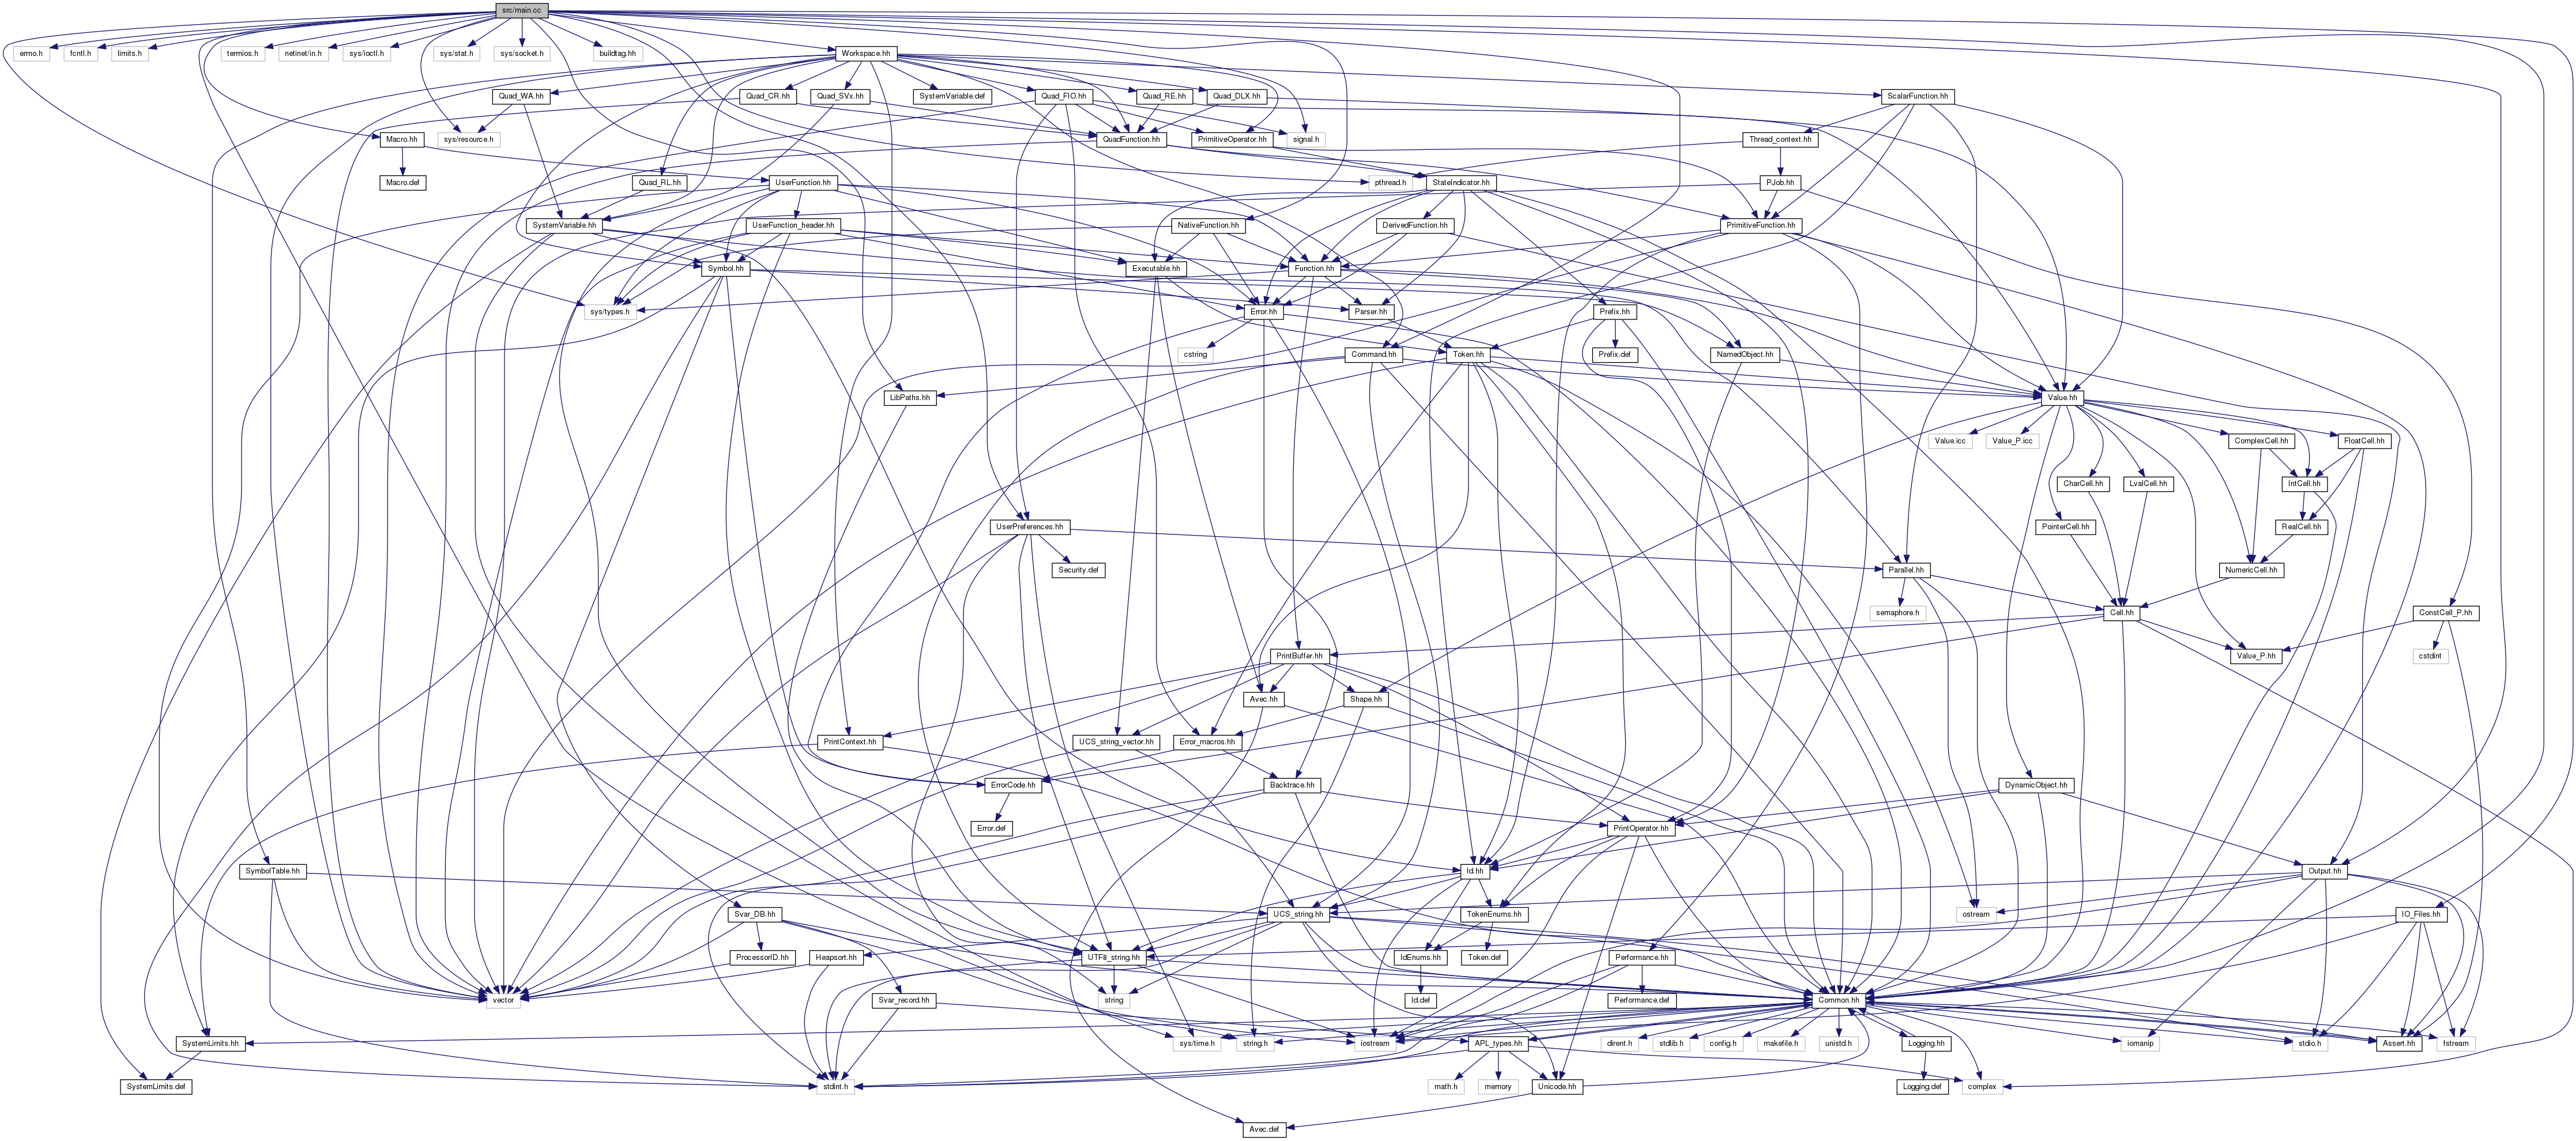 src/main.cc
errno.h
fcntl.h
limits.h
termios.h
netinet/in.h
sys/ioctl.h
sys/stat.h
sys/socket.h
buildtag.hh
Workspace.hh
Quad_WA.hh
Quad_CR.hh
Quad_SVx.hh
SystemVariable.def
Quad_FIO.hh
Quad_RE.hh
Quad_DLX.hh
ScalarFunction.hh
Macro.hh
sys/resource.h
QuadFunction.hh
PrimitiveOperator.hh
signal.h
Thread_context.hh
Macro.def
Quad_RL.hh
UserFunction.hh
pthread.h
StateIndicator.hh
PJob.hh
SystemVariable.hh
UserFunction_header.hh
NativeFunction.hh
DerivedFunction.hh
PrimitiveFunction.hh
Symbol.hh
Executable.hh
Function.hh
sys/types.h
Error.hh
Parser.hh
Prefix.hh
cstring
Command.hh
Token.hh
Prefix.def
NamedObject.hh
LibPaths.hh
Value.hh
Value.icc
Value_P.icc
ComplexCell.hh
FloatCell.hh
CharCell.hh
LvalCell.hh
IntCell.hh
UserPreferences.hh
PointerCell.hh
RealCell.hh
Security.def
Parallel.hh
NumericCell.hh
semaphore.h
Cell.hh
ConstCell_P.hh
PrintBuffer.hh
Value_P.hh
cstdint
Avec.hh
Shape.hh
PrintContext.hh
UCS_string_vector.hh
Error_macros.hh
ErrorCode.hh
Backtrace.hh
DynamicObject.hh
Error.def
PrintOperator.hh
SymbolTable.hh
Id.hh
Output.hh
Svar_DB.hh
UCS_string.hh
TokenEnums.hh
ostream
IO_Files.hh
ProcessorID.hh
Heapsort.hh
UTF8_string.hh
IdEnums.hh
Token.def
Performance.hh
vector
Svar_record.hh
string
Id.def
Performance.def
Common.hh
SystemLimits.hh
sys/time.h
string.h
iostream
APL_types.hh
dirent.h
stdlib.h
config.h
makefile.h
unistd.h
Logging.hh
iomanip
stdio.h
Assert.hh
fstream
SystemLimits.def
stdint.h
math.h
memory
Unicode.hh
Logging.def
complex
Avec.def